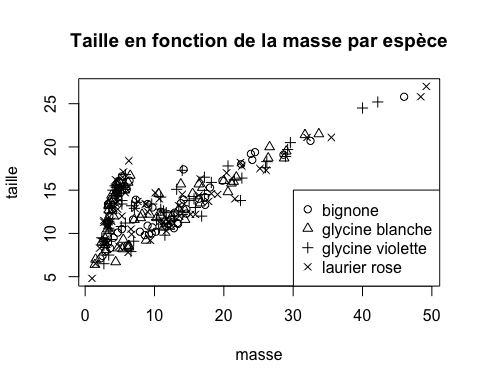 Taille en fonction de la masse par espèce
25
20
15
10
5
taille
bignone
glycine blanche
glycine violette
laurier rose
0 10 20 30 40 50
masse